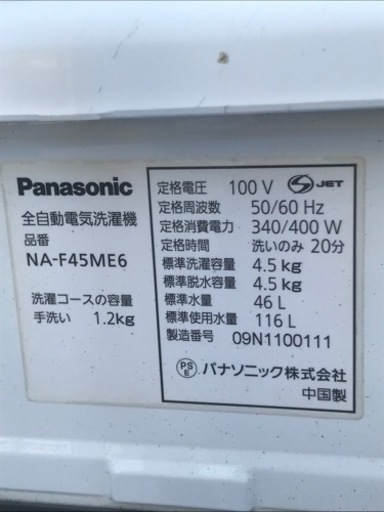 Panasonic
全自動電気洗濯機
品番
NA-F45ME6
洗濯コースの容量
手洗い 1.2kg
定格電圧 100 V S JET
定格周波数 50/60 Hz
定格消費電力 340/400 W
定格時間 洗いのみ 20分
標準洗濯容量 4.5 kg
標準脱水容量 4.5 kg
標準水量 46 L
標準使用水量 116 L
製造番号 09N1100111
PS E パナソニック株式会社
中国製